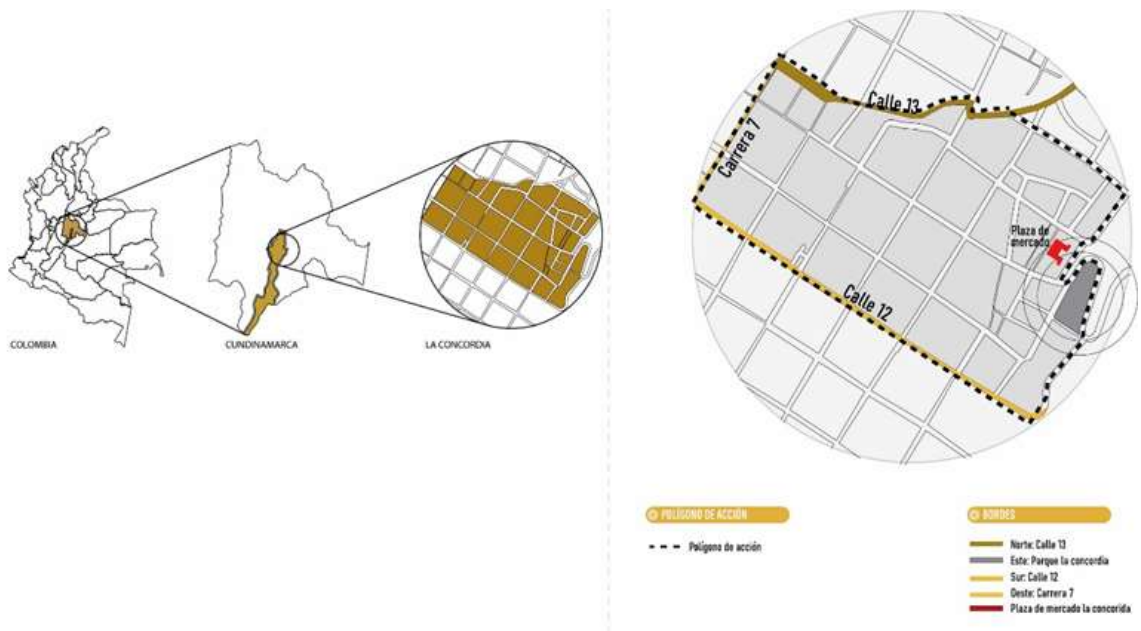 COLOMBIA
CUNDINAMARCA
LA CONCORDIA
Calle 13
Carrera 7
Plaza de
mercado
Calle 12
POLÍGONO DE ACCIÓN
Polígono de acción
BORDES
Norte: Calle 13
Este: Parque la concordia
Sur: Calle 12
Oeste: Carrera 7
Plaza de mercado la concorida